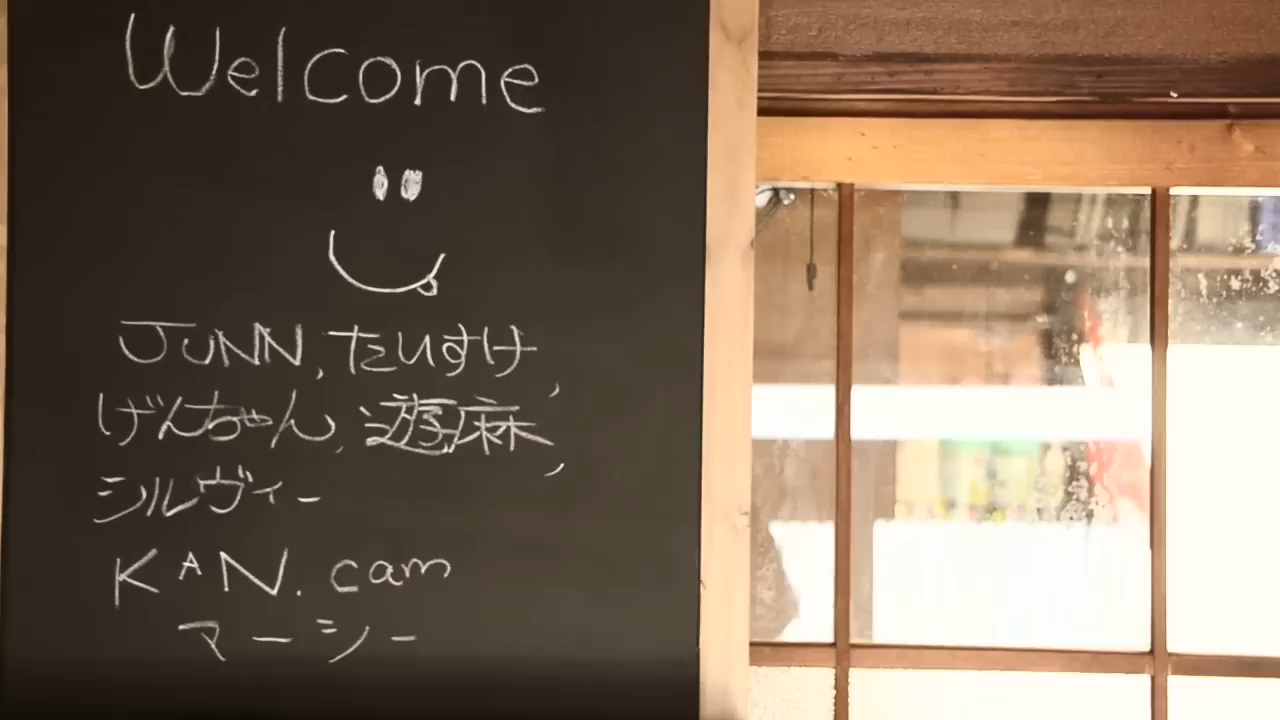 Welcome
JUNN, たいすけ,
げんちゃん, 遊麻,
シルヴィー
KAN. cam
マーシー